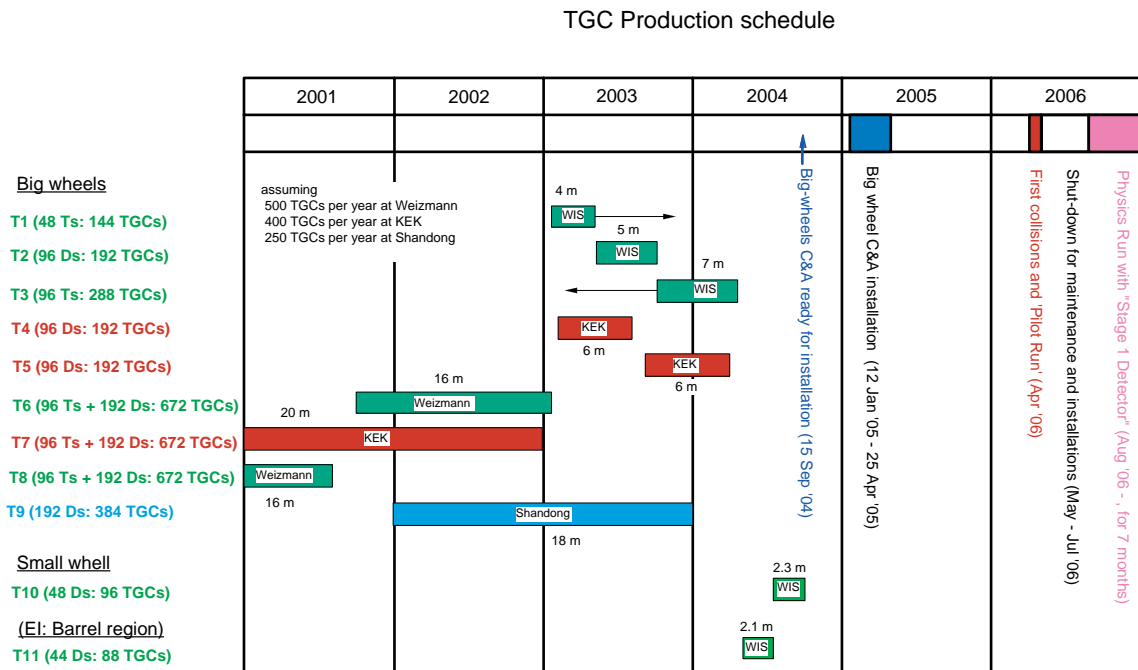 TGC Production schedule
2001 2002 2003 2004 2005 2006
Big wheels
assuming
500 TGCs per year at Weizmann
400 TGCs per year at KEK
250 TGCs per year at Shandong
T1 (48 Ts: 144 TGCs)
4 m
WIS
T2 (96 Ds: 192 TGCs)
5 m
WIS
T3 (96 Ts: 288 TGCs)
7 m
WIS
T4 (96 Ds: 192 TGCs)
KEK
6 m
T5 (96 Ds: 192 TGCs)
KEK
6 m
T6 (96 Ts + 192 Ds: 672 TGCs)
16 m
Weizmann
T7 (96 Ts + 192 Ds: 672 TGCs)
20 m
KEK
T8 (96 Ts + 192 Ds: 672 TGCs)
Weizmann
16 m
T9 (192 Ds: 384 TGCs)
Shandong
18 m
Small whell
T10 (48 Ds: 96 TGCs)
2.3 m
WIS
(EI: Barrel region)
T11 (44 Ds: 88 TGCs)
2.1 m
WIS
Big-wheels C&A ready for installation (15 Sep '04)
Big wheel C&A installation (12 Jan '05 - 25 Apr '05)
First collisions and 'Pilot Run' (Apr '06)
Shut-down for maintenance and installations (May - Jul '06)
Physics Run with "Stage 1 Detector" (Aug '06 - , for 7 months)